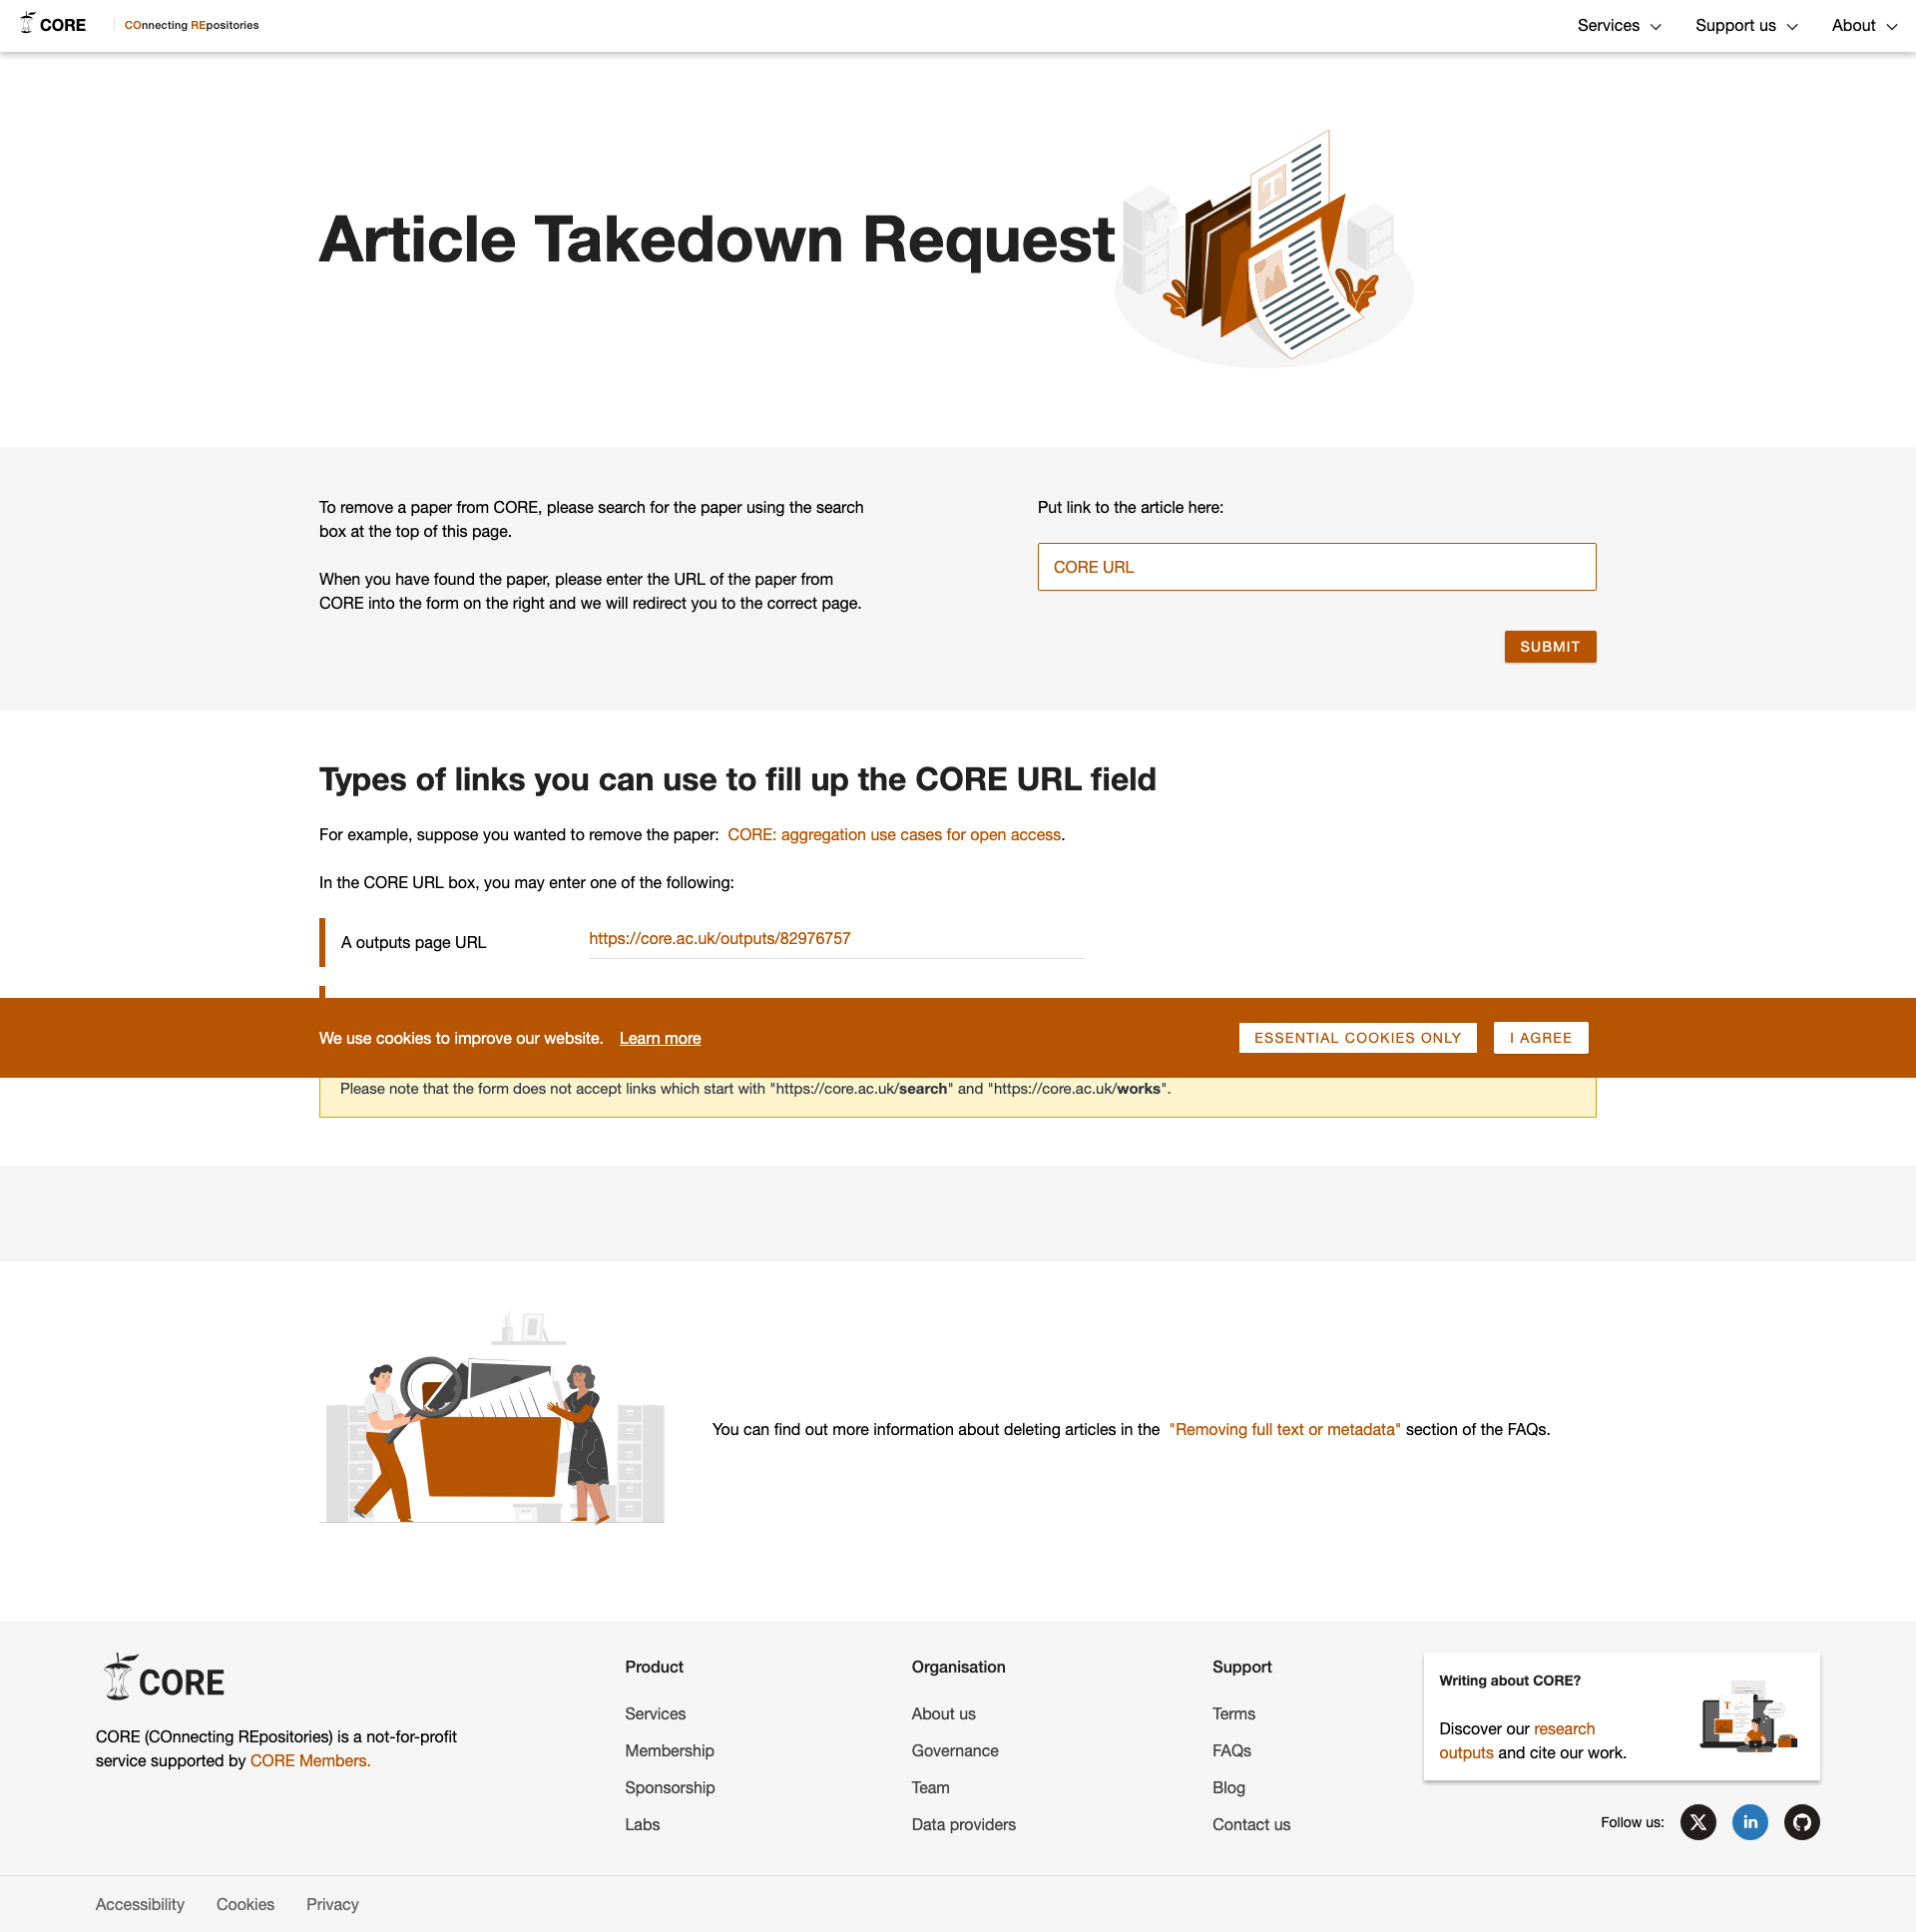 CORE
COnnecting REpositories
Services
Support us
About
Article Takedown Request
To remove a paper from CORE, please search for the paper using the search
box at the top of this page.
When you have found the paper, please enter the URL of the paper from
CORE into the form on the right and we will redirect you to the correct page.
Put link to the article here:
CORE URL
SUBMIT
Types of links you can use to fill up the CORE URL field
For example, suppose you wanted to remove the paper: CORE: aggregation use cases for open access.
In the CORE URL box, you may enter one of the following:
A outputs page URL
https://core.ac.uk/outputs/82976757
We use cookies to improve our website. Learn more
ESSENTIAL COOKIES ONLY
I AGREE
Please note that the form does not accept links which start with "https://core.ac.uk/search" and "https://core.ac.uk/works".
You can find out more information about deleting articles in the "Removing full text or metadata" section of the FAQs.
CORE
CORE (COnnecting REpositories) is a not-for-profit
service supported by CORE Members.
Product
Services
Membership
Sponsorship
Labs
Organisation
About us
Governance
Team
Data providers
Support
Terms
FAQs
Blog
Contact us
Writing about CORE?
Discover our research
outputs and cite our work.
Follow us:
Accessibility
Cookies
Privacy